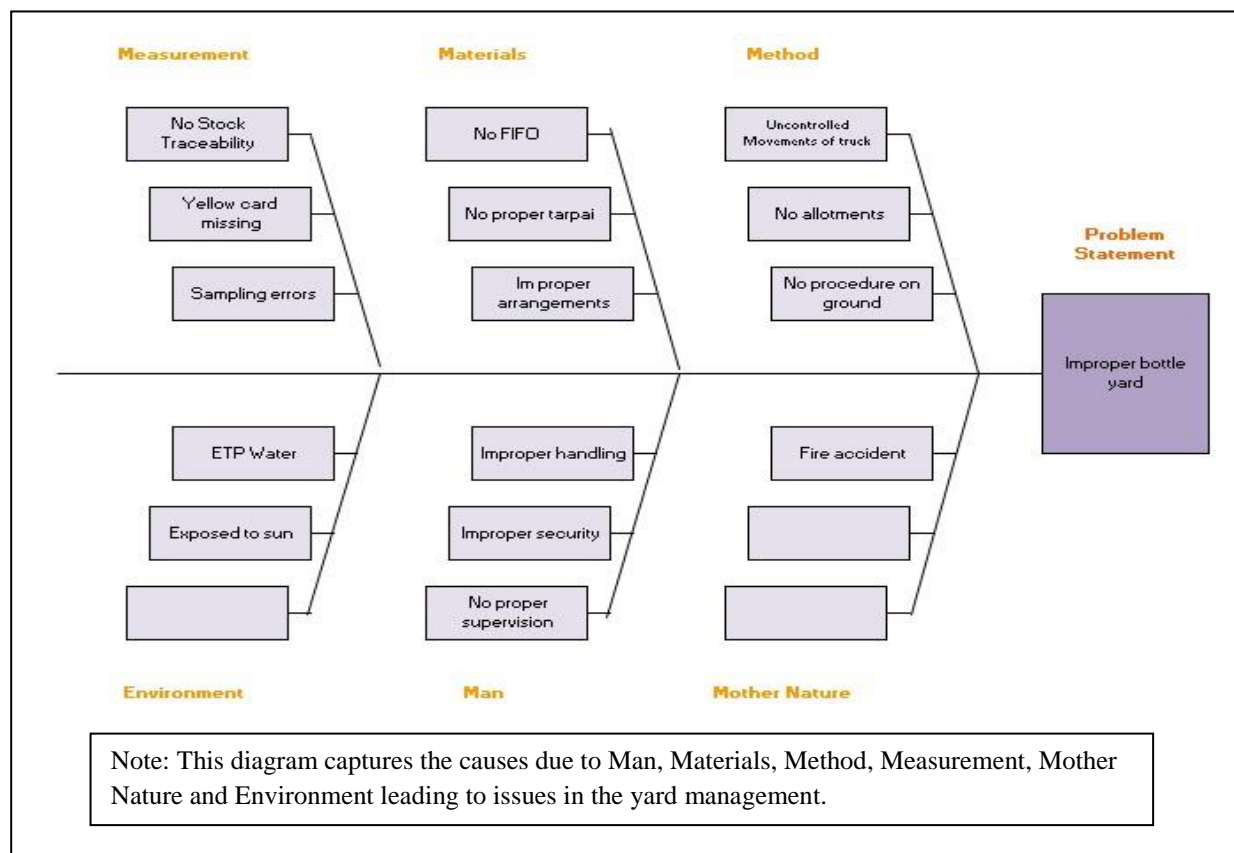 Measurement
Materials
Method
No Stock
Traceability
Yellow card
missing
Sampling errors
No FIFO
No proper tarpai
Im proper
arrangements
Uncontrolled
Movements of truck
No allotments
No procedure on
ground
Problem
Statement
Improper bottle
yard
ETP Water
Exposed to sun
Improper handling
Improper security
No proper
supervision
Fire accident
Environment
Man
Mother Nature
Note: This diagram captures the causes due to Man, Materials, Method, Measurement, Mother
Nature and Environment leading to issues in the yard management.